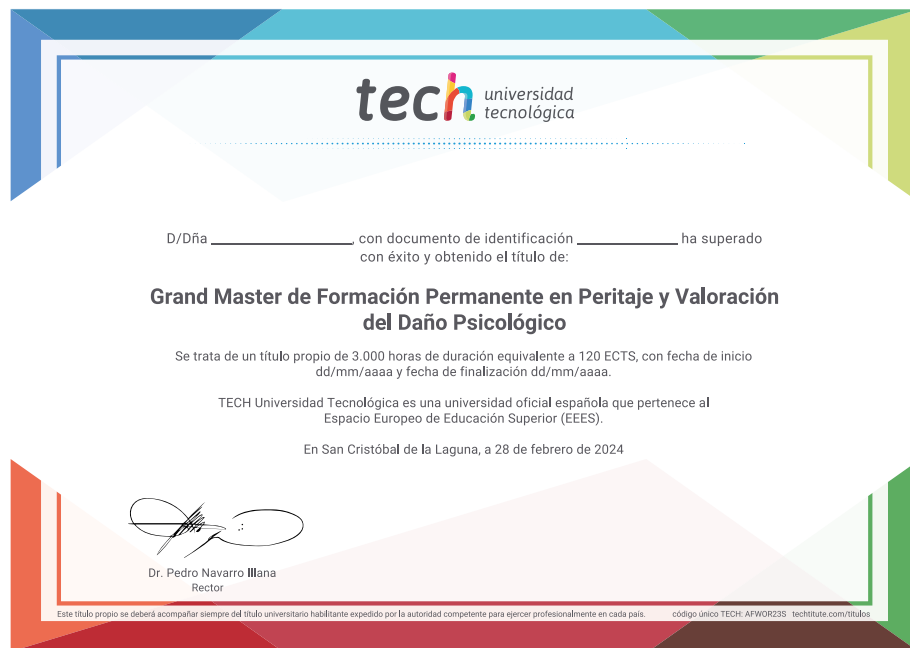 tech universidad
tecnológica
D/Dña ______________, con documento de identificación __________ ha superado
con éxito y obtenido el título de:
Grand Master de Formación Permanente en Peritaje y Valoración
del Daño Psicológico
Se trata de un título propio de 3.000 horas de duración equivalente a 120 ECTS, con fecha de inicio
dd/mm/aaaa y fecha de finalización dd/mm/aaaa.
TECH Universidad Tecnológica es una universidad oficial española que pertenece al
Espacio Europeo de Educación Superior (EEES).
En San Cristóbal de la Laguna, a 28 de febrero de 2024
Dr. Pedro Navarro Illana
Rector
Este título propio se deberá acompañar siempre del título universitario habilitante expedido por la autoridad competente para ejercer profesionalmente en cada país. código único TECH: AFWOR23S techtitute.com/titulos